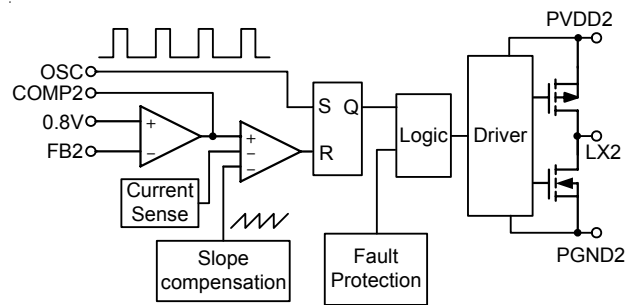 PVDD2
OSC
COMP2
0.8V
FB2
+
−
+
−
−
S Q
R
Logic
Driver
LX2
Current
Sense
Slope
compensation
Fault
Protection
PGND2